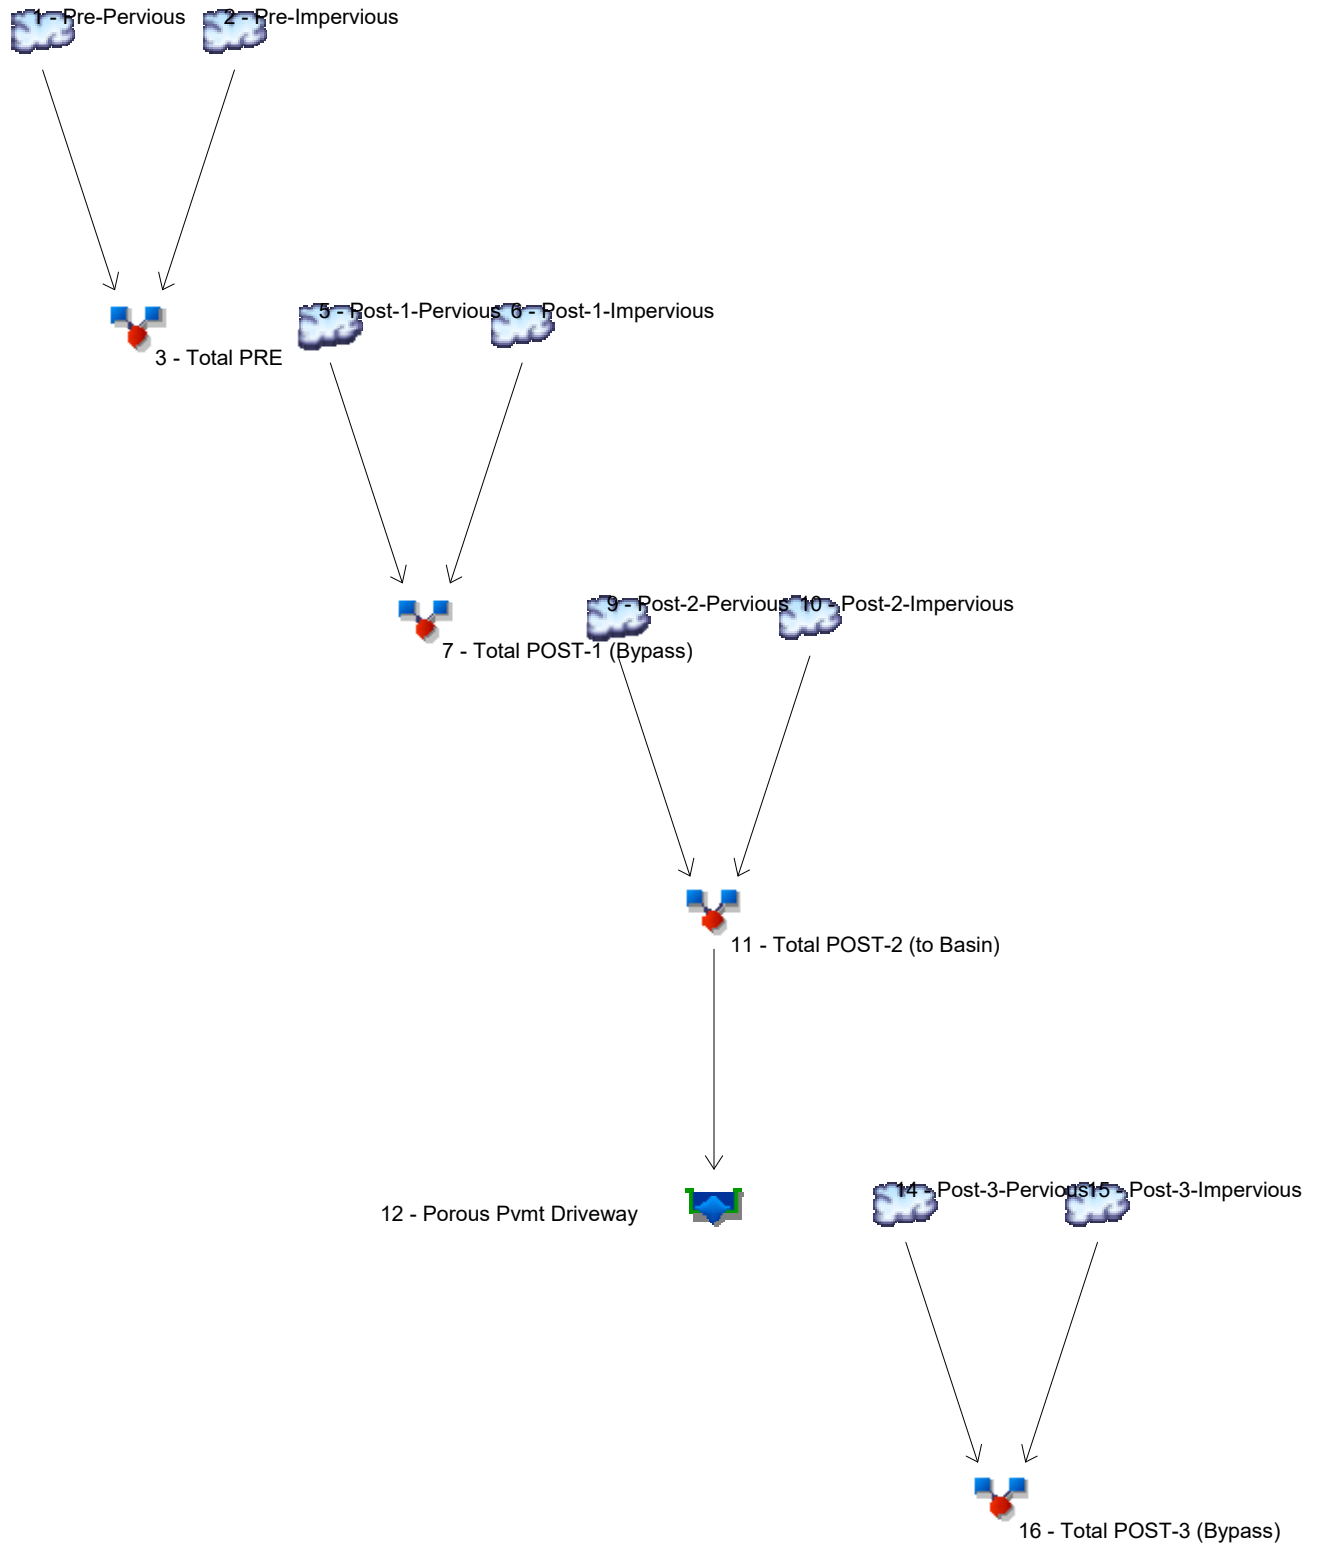 1 - Pre-Pervious
2 - Pre-Impervious
3 - Total PRE
5 - Post-1-Pervious
6 - Post-1-Impervious
7 - Total POST-1 (Bypass)
9 - Post-2-Pervious
10 - Post-2-Impervious
11 - Total POST-2 (to Basin)
12 - Porous Pvmt Driveway
14 - Post-3-Pervious
15 - Post-3-Impervious
16 - Total POST-3 (Bypass)